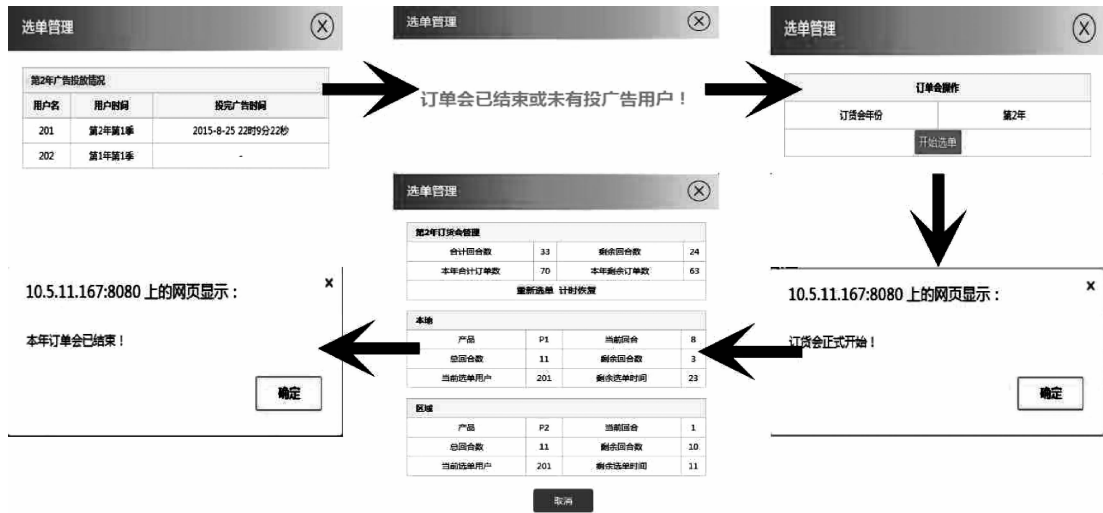 选单管理
第2年广告投放情况
用户名 用户时间 投完广告时间
201 第2年第1季 2015-8-25 22时9分22秒
202 第1年第1季 -
选单管理
订单会已结束或未有投广告用户！
选单管理
订单会操作
订货会年份 第2年
开始选单
10.5.11.167:8080 上的网页显示： x
订货会正式开始！
确定
选单管理
第2年订货会管理
合计回合数 33 剩余回合数 24
本年合计订单数 70 本年剩余订单数 63
重新选单 计时恢复
本地
产品 P1 当前回合 8
总回合数 11 剩余回合数 3
当前选单用户 201 剩余选单时间 23
区域
产品 P2 当前回合 1
总回合数 11 剩余回合数 10
当前选单用户 201 剩余选单时间 11
取消
10.5.11.167:8080 上的网页显示： x
本年订单会已结束！
确定